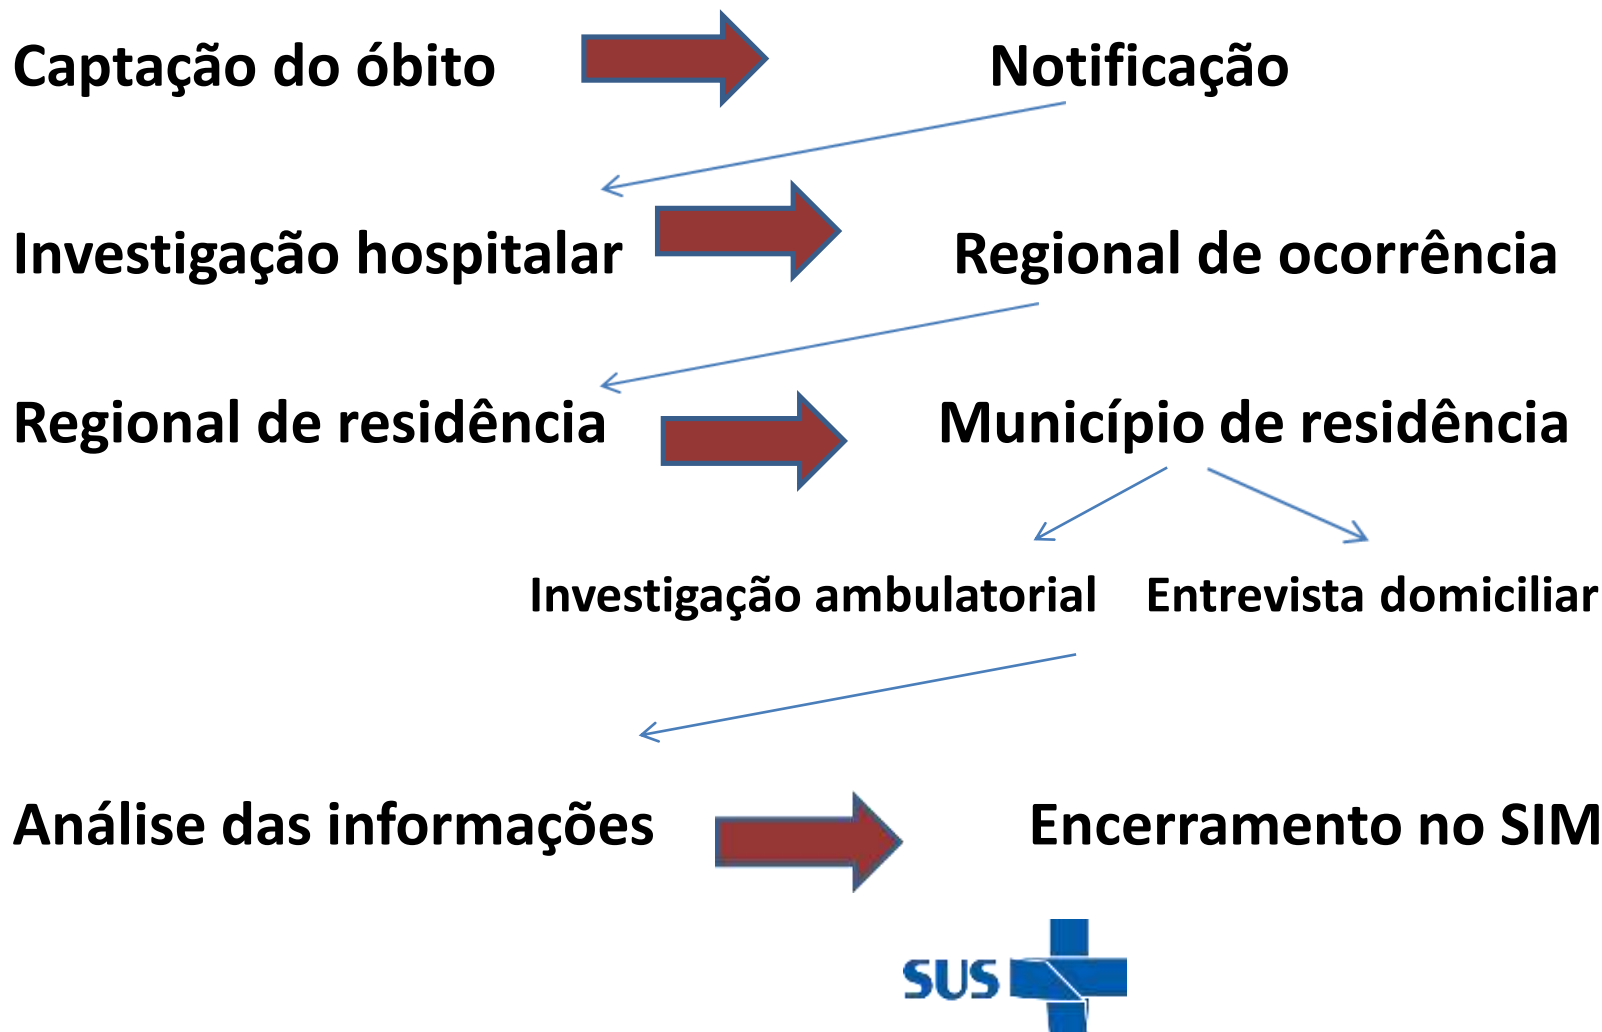 Captação do óbito
Notificação
Investigação hospitalar
Regional de ocorrência
Regional de residência
Município de residência
Investigação ambulatorial
Entrevista domiciliar
Análise das informações
Encerramento no SIM
SUS